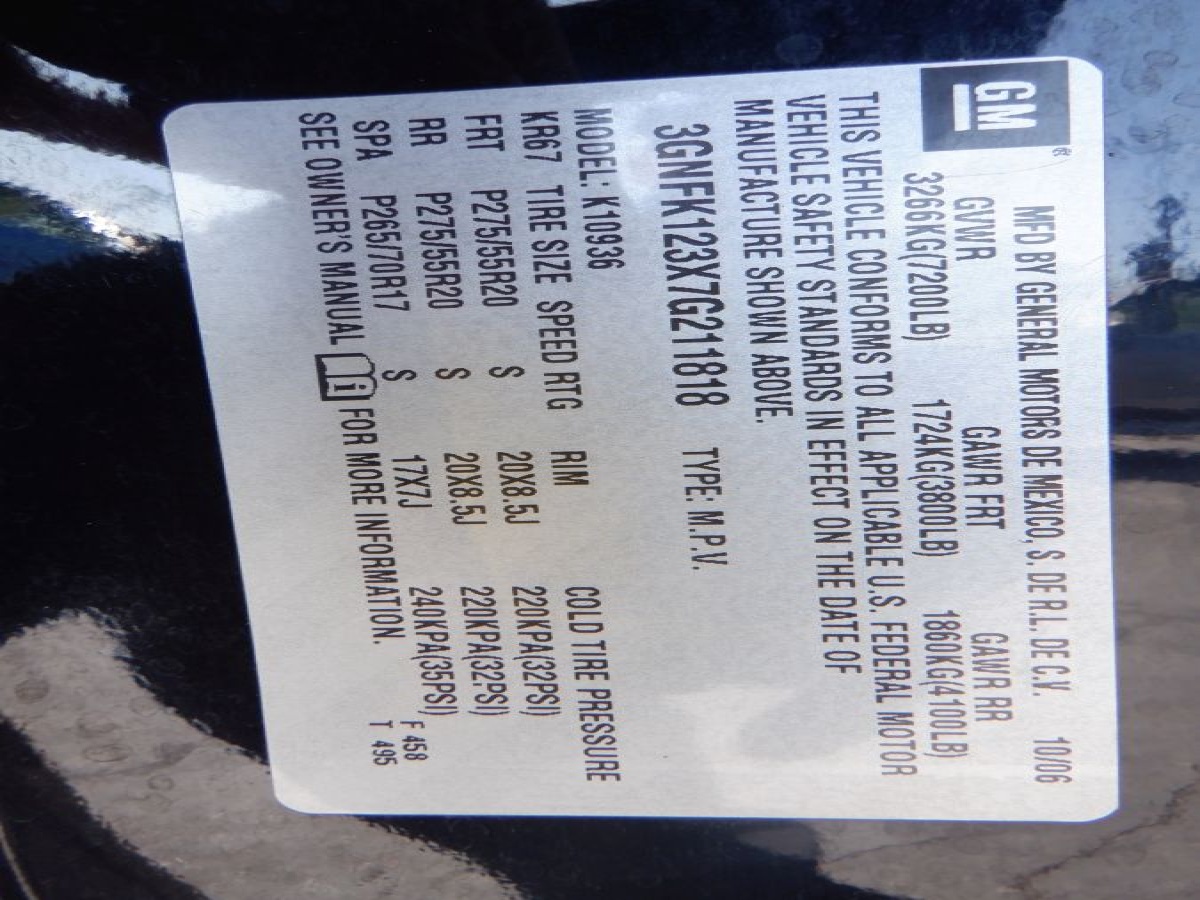 GM
MFD BY GENERAL MOTORS DE MEXICO, S. DE R.L. DE C.V. 10/06
GVWR GAWR FRT GAWR RR
3266KG(7200LB) 1724KG(3800LB) 1860KG(4100LB)
THIS VEHICLE CONFORMS TO ALL APPLICABLE U.S. FEDERAL MOTOR
VEHICLE SAFETY STANDARDS IN EFFECT ON THE DATE OF
MANUFACTURE SHOWN ABOVE.
3GNFK123X7G211818 TYPE: M.P.V.
MODEL: K10936
KR67 TIRE SIZE SPEED RTG RIM COLD TIRE PRESSURE
FRT P275/55R20 S 20X8.5J 220KPA(32PSI)
RR P275/55R20 S 20X8.5J 220KPA(32PSI)
SPA P265/70R17 S 17X7J 240KPA(35PSI)
SEE OWNER'S MANUAL i FOR MORE INFORMATION.
F 458
T 495